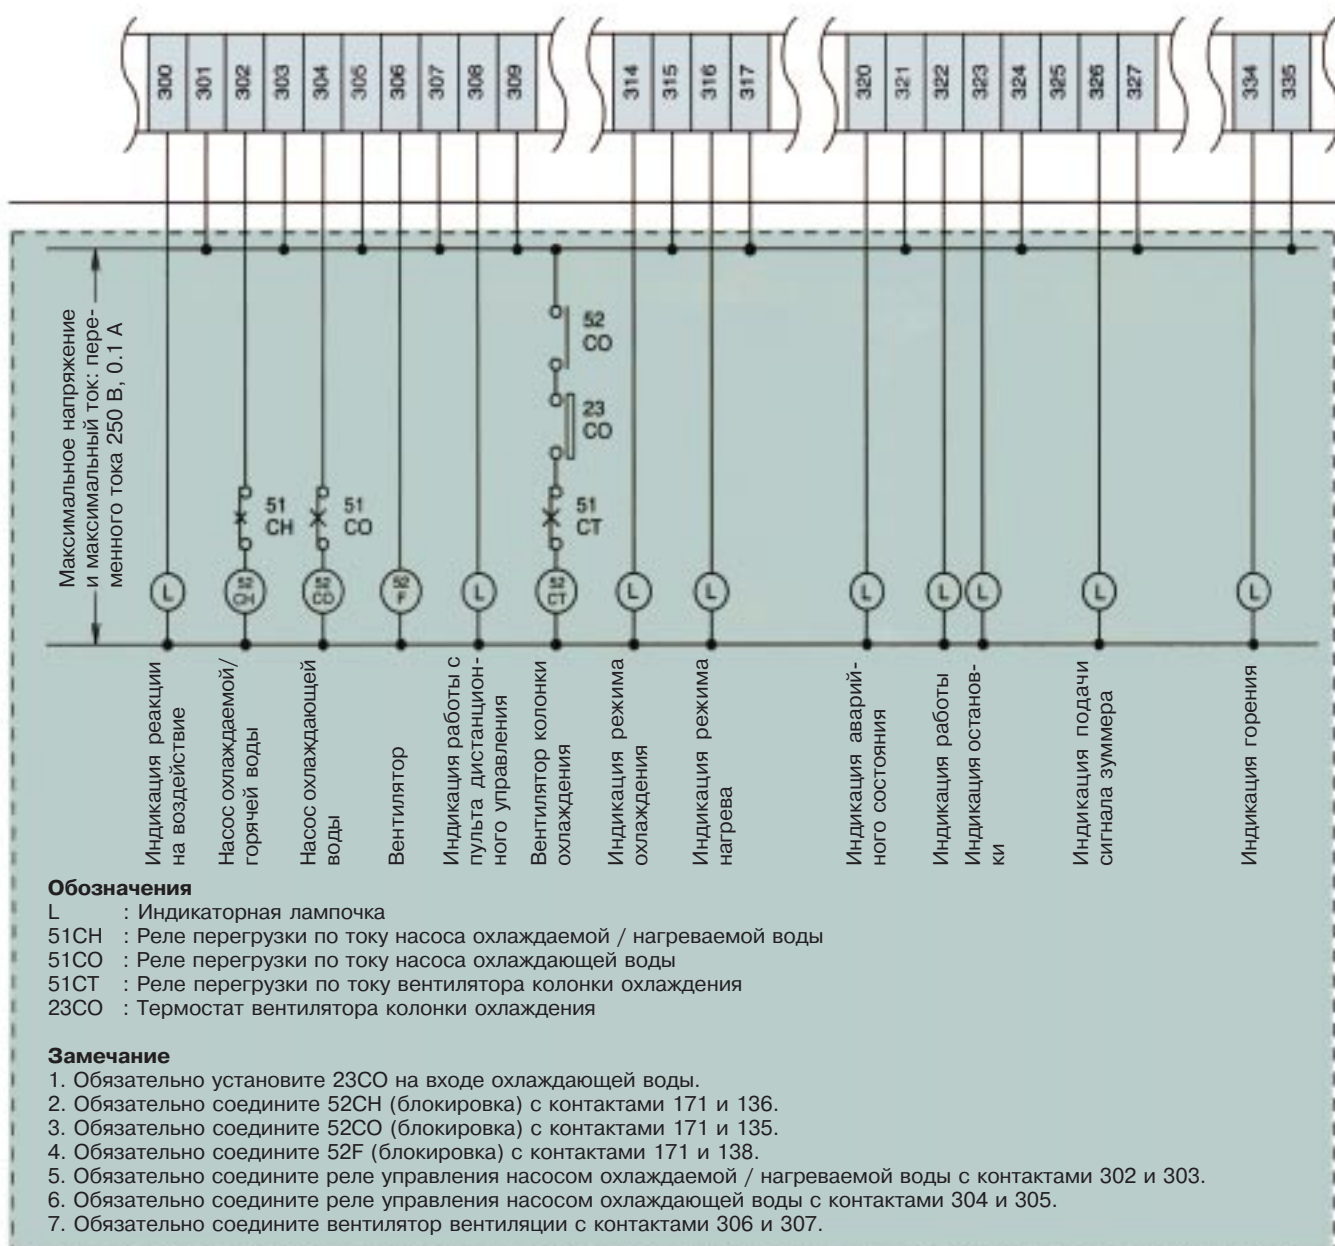 300 301 302 303 304 305 306 307 308 309 314 315 316 317 320 321 322 323 324 325 326 327 334 335
Максимальное напряжение
и максимальный ток: пере-
менного тока 250 В, 0.1 А
52
CO
23
CO
51
CH
51
CO
51
CT
L
52
CH
52
CO
52
F
L
52
CT
L
L
L
L
L
L
L
Индикация реакции
на воздействие
Насос охлаждаемой/
горячей воды
Насос охлаждающей
воды
Вентилятор
Индикация работы с
пульта дистанцион-
ного управления
Вентилятор колонки
охлаждения
Индикация режима
охлаждения
Индикация режима
нагрева
Индикация аварий-
ного состояния
Индикация работы
Индикация останов-
ки
Индикация подачи
сигнала зуммера
Индикация горения
Обозначения
L : Индикаторная лампочка
51CH : Реле перегрузки по току насоса охлаждаемой / нагреваемой воды
51CO : Реле перегрузки по току насоса охлаждающей воды
51CT : Реле перегрузки по току вентилятора колонки охлаждения
23CO : Термостат вентилятора колонки охлаждения
Замечание
1. Обязательно установите 23CO на входе охлаждающей воды.
2. Обязательно соедините 52CH (блокировка) с контактами 171 и 136.
3. Обязательно соедините 52CO (блокировка) с контактами 171 и 135.
4. Обязательно соедините 52F (блокировка) с контактами 171 и 138.
5. Обязательно соедините реле управления насосом охлаждаемой / нагреваемой воды с контактами 302 и 303.
6. Обязательно соедините реле управления насосом охлаждающей воды с контактами 304 и 305.
7. Обязательно соедините вентилятор вентиляции с контактами 306 и 307.